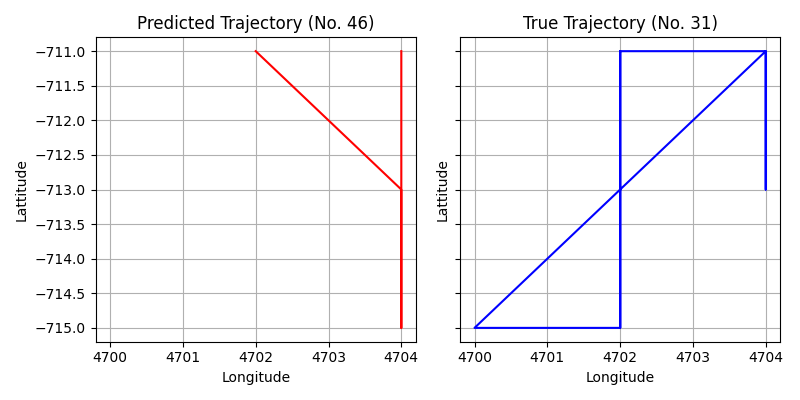 Predicted Trajectory (No. 46)
True Trajectory (No. 31)
−711.0
−711.5
−712.0
−712.5
−713.0
−713.5
−714.0
−714.5
−715.0
Lattitude
Lattitude
4700 4701 4702 4703 4704
4700 4701 4702 4703 4704
Longitude
Longitude